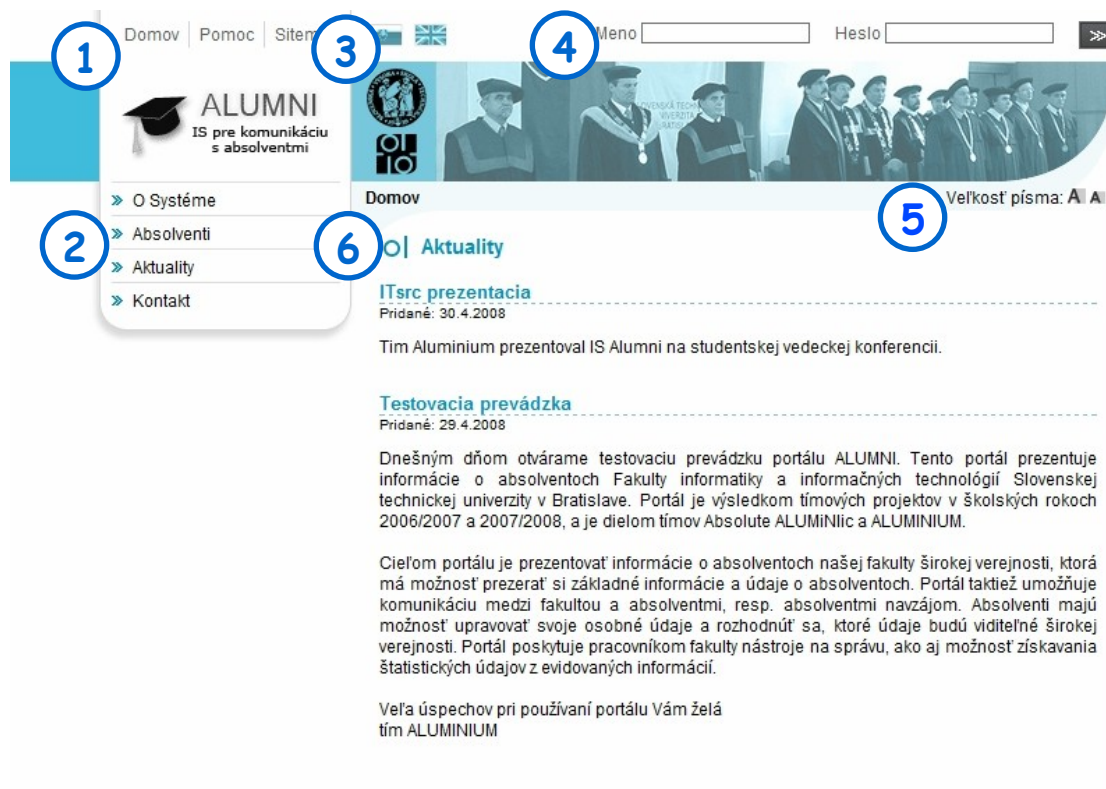 1
Domov Pomoc
3
4
Meno
Heslo
ALUMNI
IS pre komunikáciu
s absolventmi
O Systéme
Absolventi
Aktuality
Kontakt
2
Domov
5
Veľkosť písma: A A
6
Aktuality
ITsrc prezentacia
Pridané: 30.4.2008
Tim Aluminium prezentoval IS Alumni na studentskej vedeckej konferencii.
Testovacia prevádzka
Pridané: 29.4.2008
Dnešným dňom otvárame testovaciu prevádzku portálu ALUMNI. Tento portál prezentuje
informácie o absolventoch Fakulty informatiky a informačných technológií Slovenskej
technickej univerzity v Bratislave. Portál je výsledkom tímových projektov v školských rokoch
2006/2007 a 2007/2008, a je dielom tímov Absolute ALUMiNIic a ALUMINIUM.
Cieľom portálu je prezentovať informácie o absolventoch našej fakulty širokej verejnosti, ktorá
má možnosť prezerať si základné informácie a údaje o absolventoch. Portál taktiež umožňuje
komunikáciu medzi fakultou a absolventmi, resp. absolventmi navzájom. Absolventi majú
možnosť upravovať svoje osobné údaje a rozhodnúť sa, ktoré údaje budú viditeľné širokej
verejnosti. Portál poskytuje pracovníkom fakulty nástroje na správu, ako aj možnosť získavania
štatistických údajov z evidovaných informácií.
Veľa úspechov pri používaní portálu Vám želá
tím ALUMINIUM